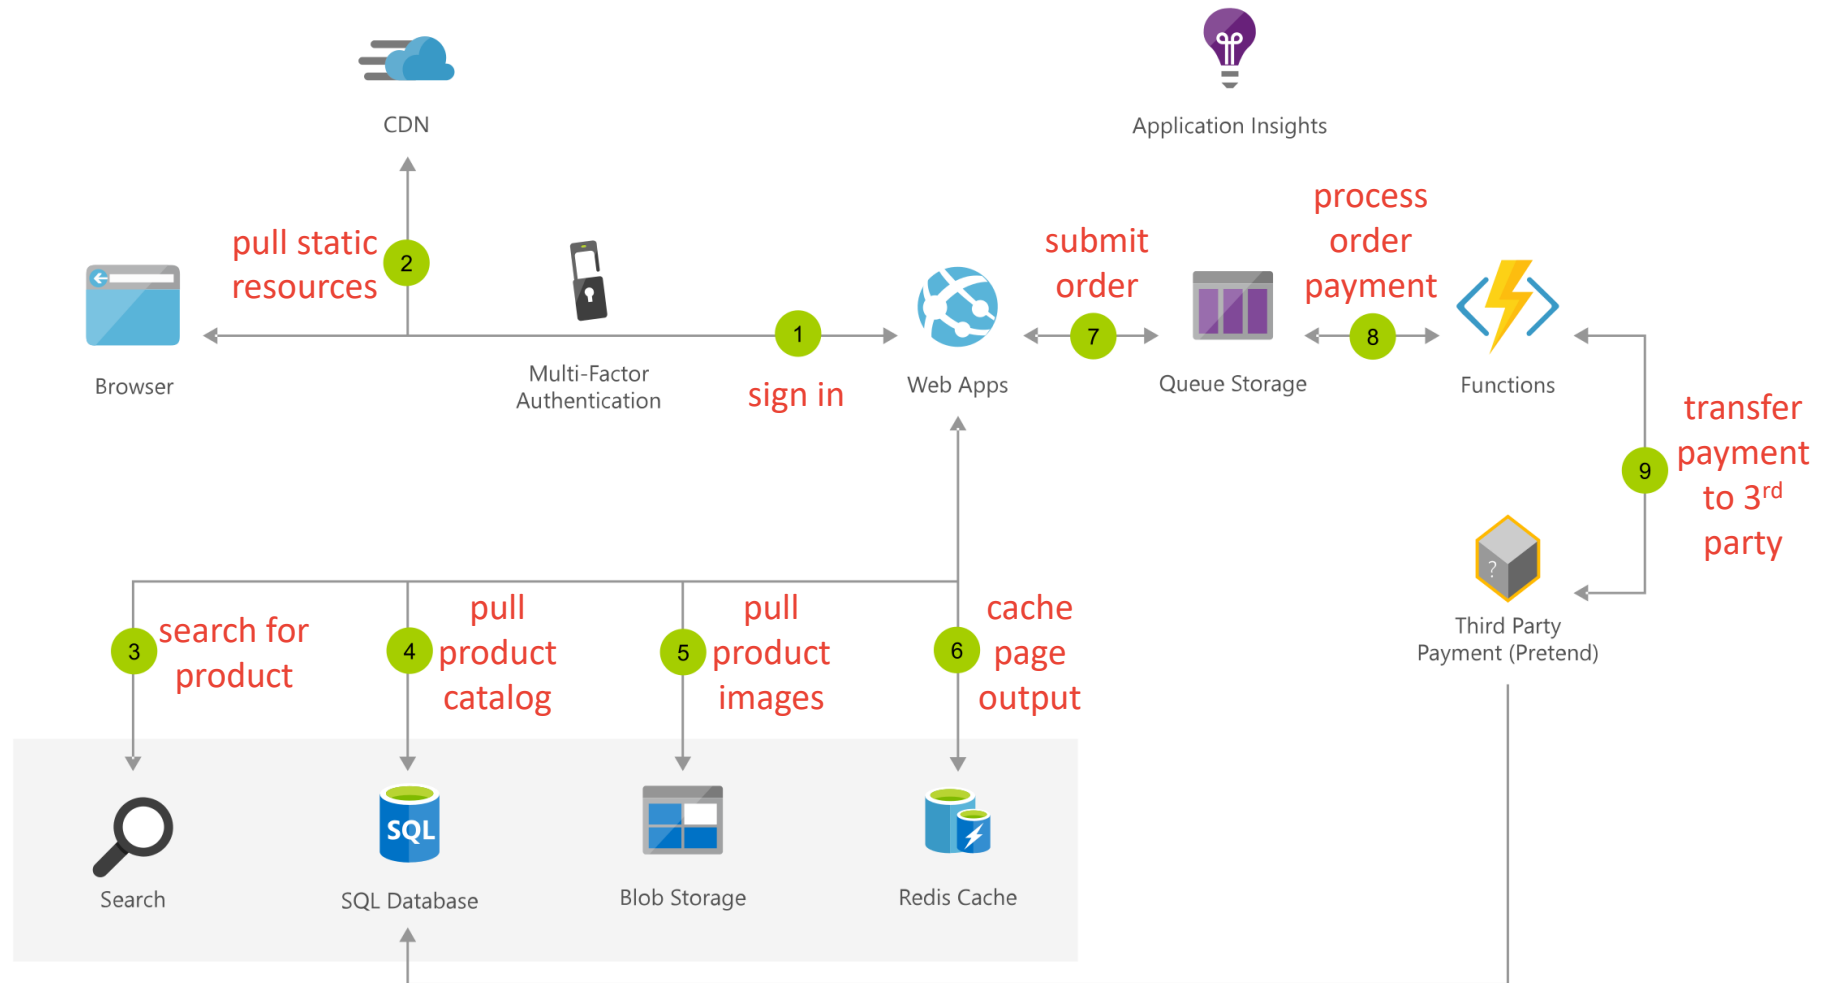 CDN
Application Insights
pull static
resources
2
Browser
Multi-Factor
Authentication
1
sign in
Web Apps
submit
order
7
Queue Storage
process
order
payment
8
Functions
transfer
payment
to 3rd
party
9
?
Third Party
Payment (Pretend)
3
search for
product
4
pull
product
catalog
5
pull
product
images
6
cache
page
output
Search
SQL
SQL Database
Blob Storage
Redis Cache